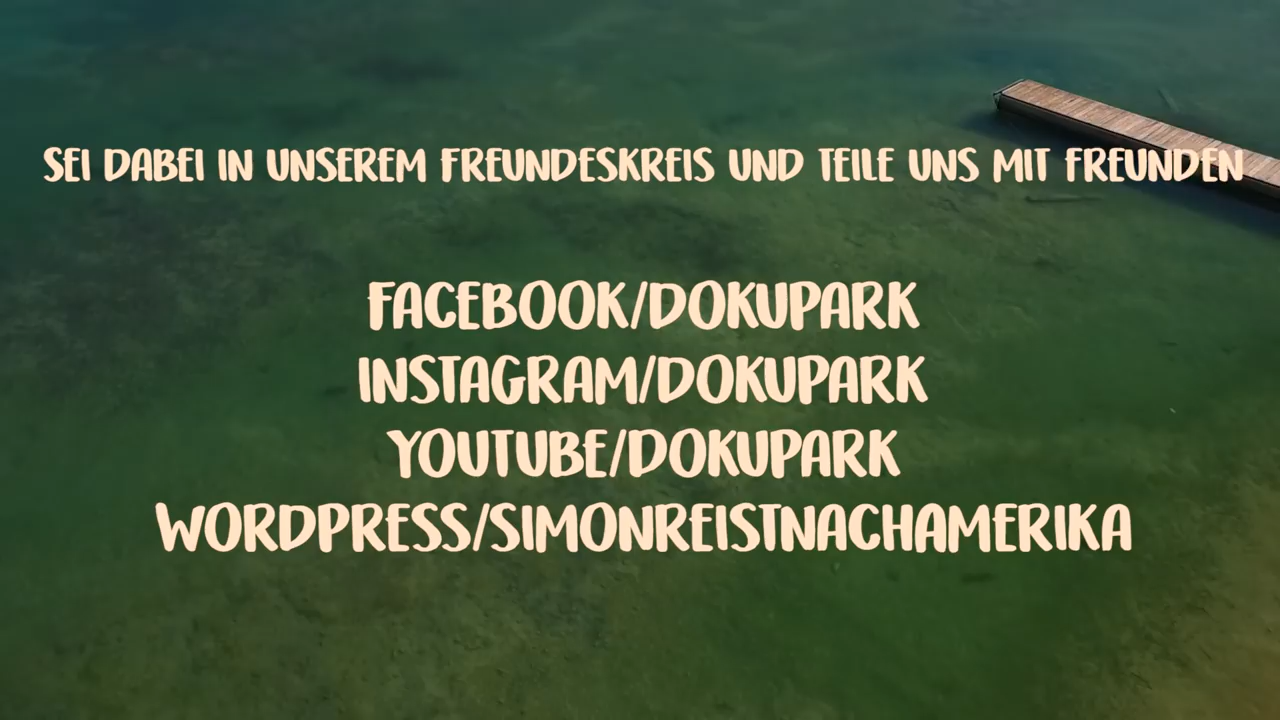 SEI DABEI IN UNSEREM FREUNDESKREIS UND TEILE UNS MIT FREUNDEN
FACEBOOK/DOKUPARK
INSTAGRAM/DOKUPARK
YOUTUBE/DOKUPARK
WORDPRESS/SIMONREISTNACHAMERIKA